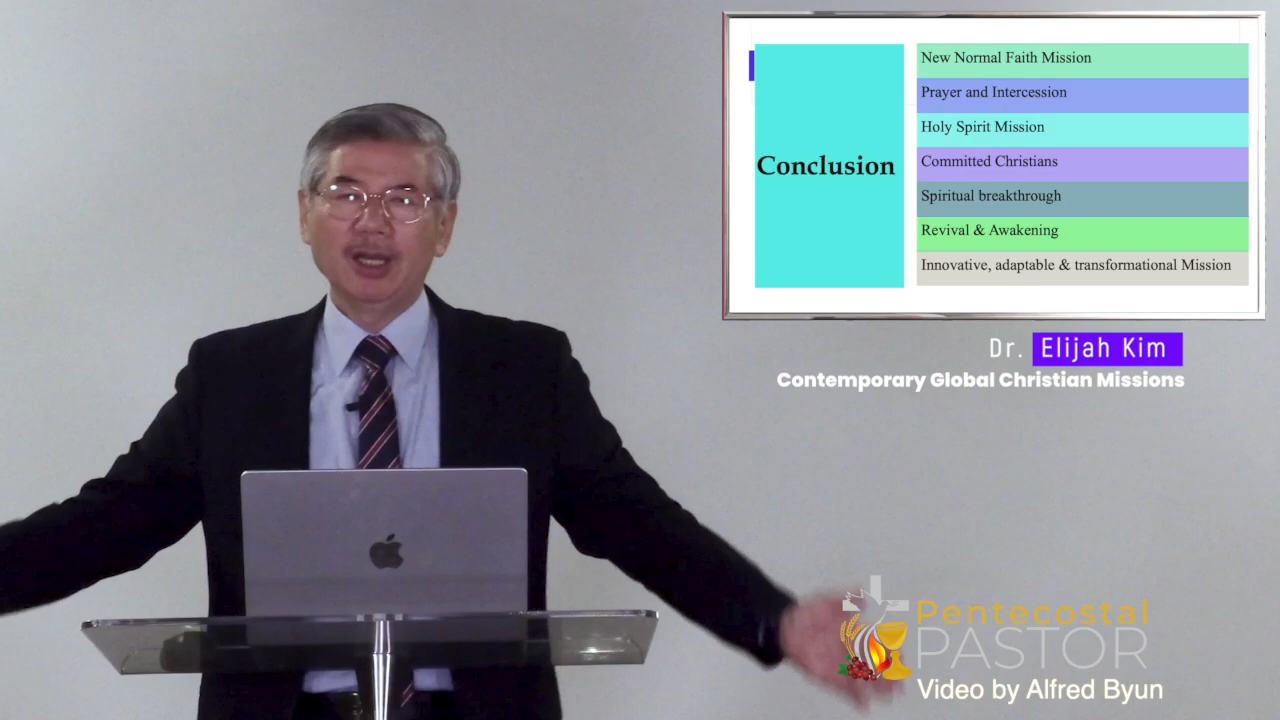 Conclusion
New Normal Faith Mission
Prayer and Intercession
Holy Spirit Mission
Committed Christians
Spiritual breakthrough
Revival & Awakening
Innovative, adaptable & transformational Mission
Dr. Elijah Kim
Contemporary Global Christian Missions
Pentecostal
PASTOR
Video by Alfred Byun